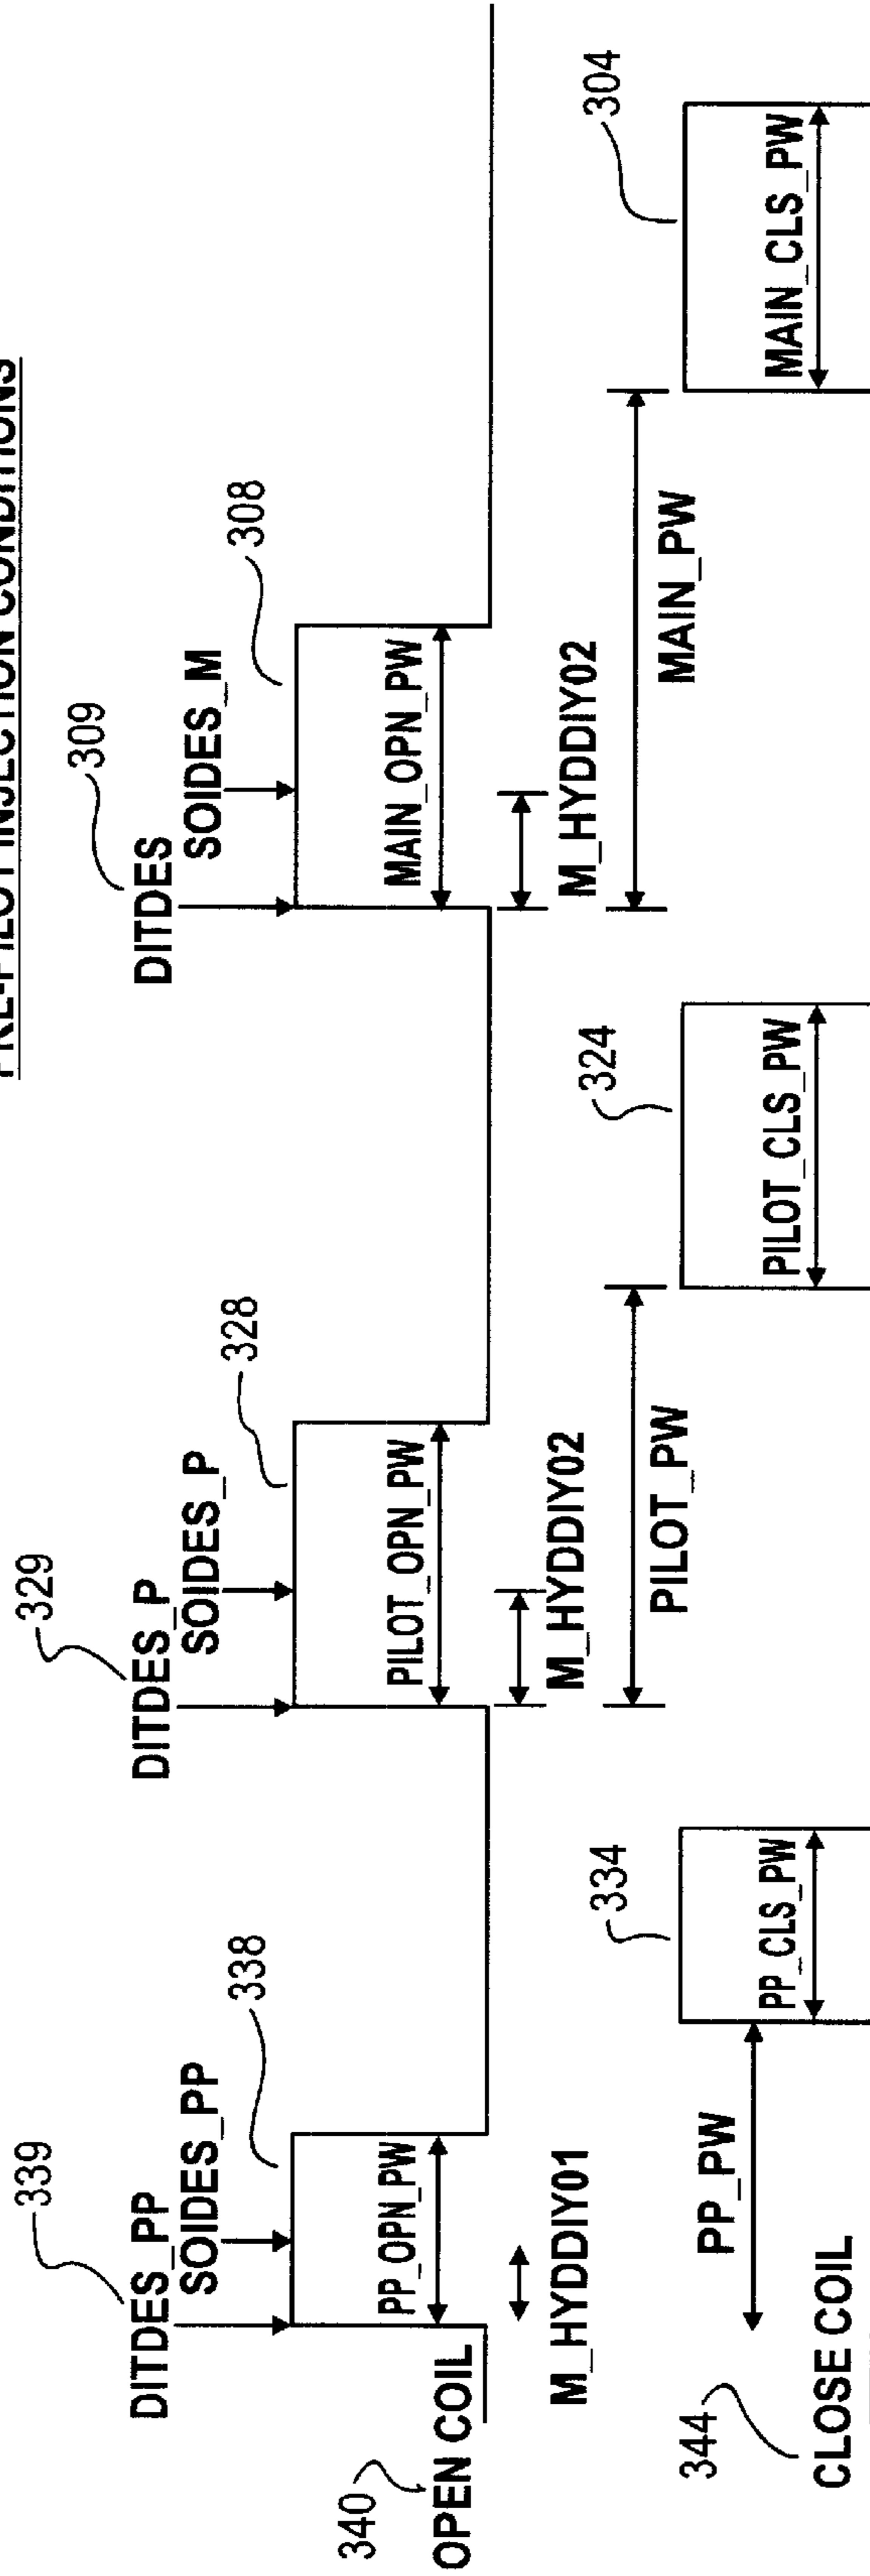 PRE-PILOT INJECTION CONDITIONS
339
DITDES_PP
SOIDES_PP
338
329
DITDES_P
SOIDES_P
328
309
DITDES
SOIDES_M
308
340
OPEN COIL
PP_OPN_PW
PILOT_OPN_PW
MAIN_OPN_PW
M_HYDDIY01
M_HYDDIY02
M_HYDDIY02
PP_PW
334
PILOT_PW
324
MAIN_PW
304
344
CLOSE COIL
PP_CLS_PW
PILOT_CLS_PW
MAIN_CLS_PW